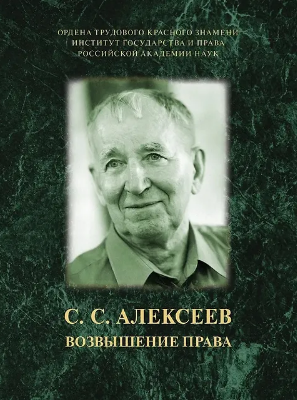 ОРДЕНА ТРУДОВОГО КРАСНОГО ЗНАМЕНИ
ИНСТИТУТ ГОСУДАРСТВА И ПРАВА
РОССИЙСКОЙ АКАДЕМИИ НАУК
С. С. АЛЕКСЕЕВ
ВОЗВЫШЕНИЕ ПРАВА